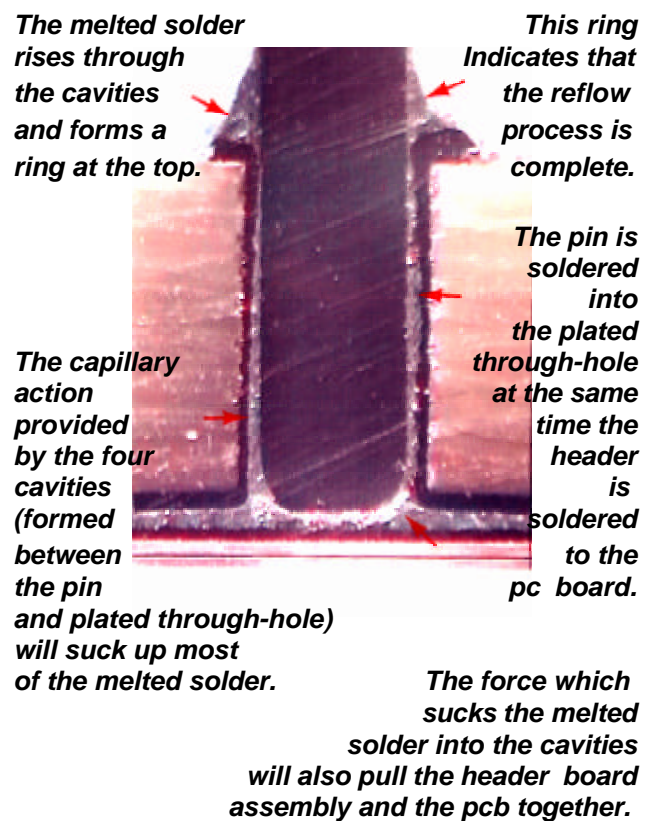 The melted solder
rises through
the cavities
and forms a
ring at the top.
This ring
Indicates that
the reflow
process is
complete.
The pin is
soldered
into
the plated
through-hole
at the same
time the
header
is
soldered
to the
pc board.
The capillary
action
provided
by the four
cavities
(formed
between
the pin
and plated through-hole)
will suck up most
of the melted solder.
The force which
sucks the melted
solder into the cavities
will also pull the header board
assembly and the pcb together.